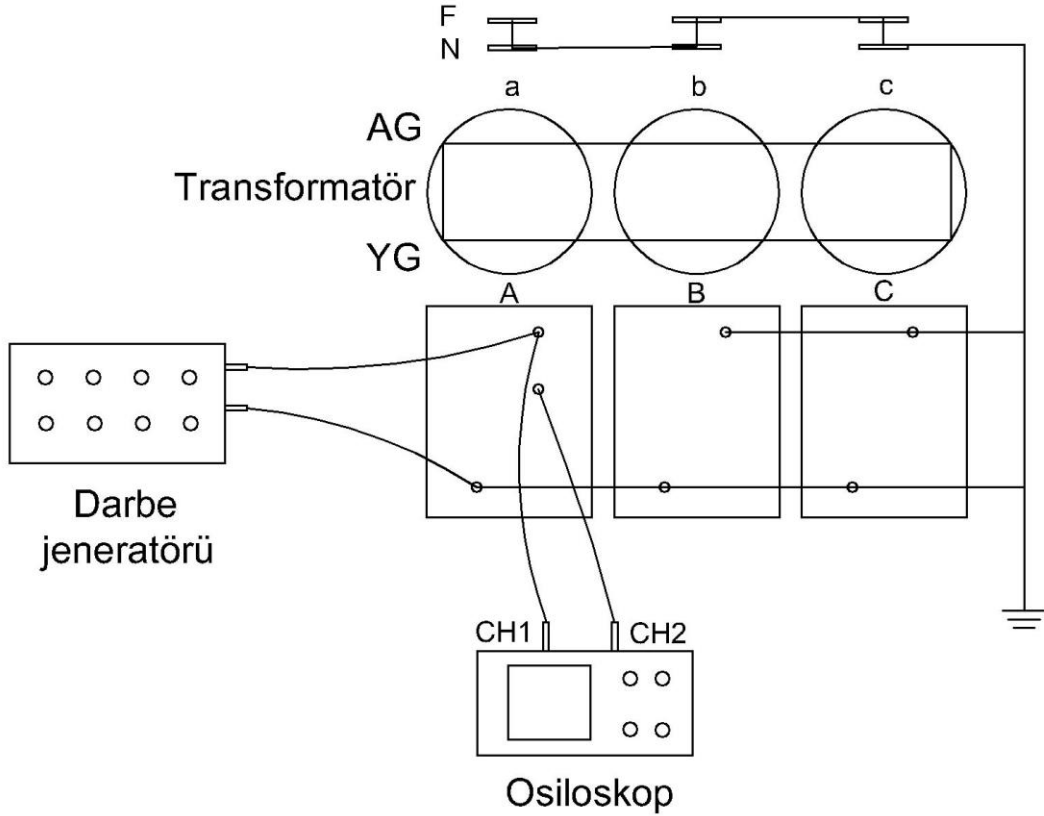 F
N
a b c
AG
Transformatör
YG
A B C
Darbe
jeneratörü
CH1 CH2
Osiloskop